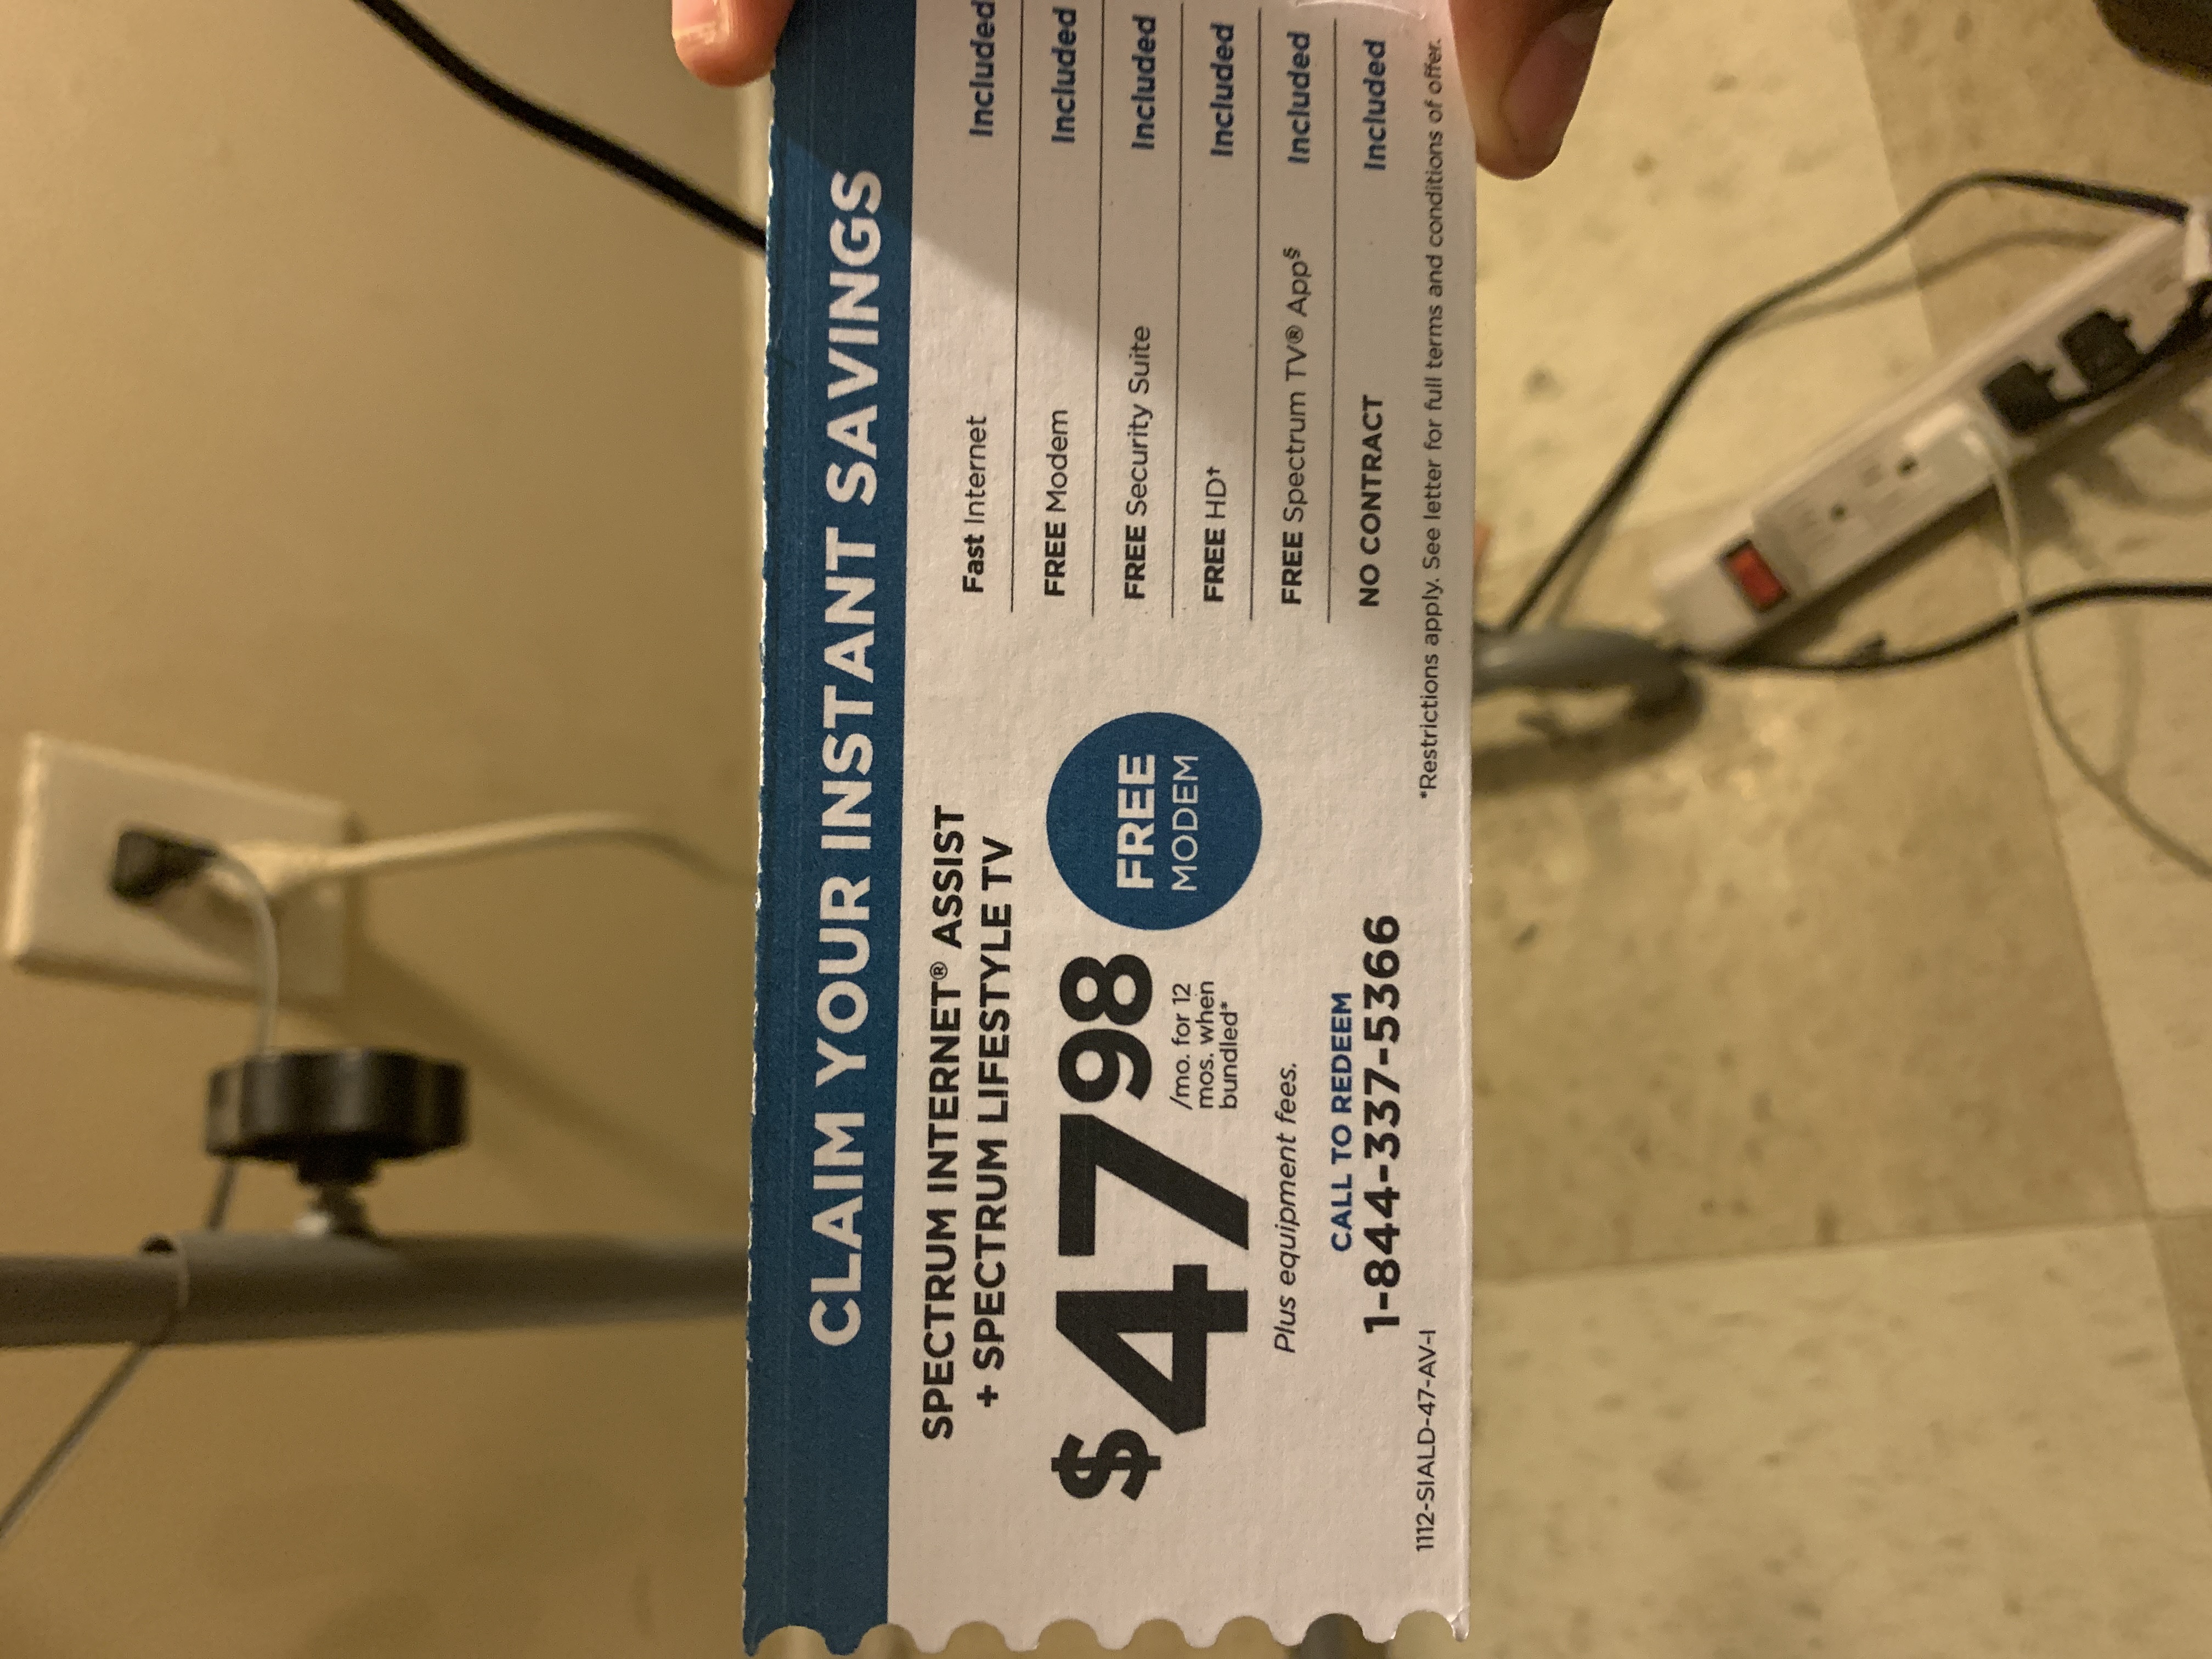 CLAIM YOUR INSTANT SAVINGS
SPECTRUM INTERNET® ASSIST
+ SPECTRUM LIFESTYLE TV
$4798
/mo. for 12
mos. when
bundled*
FREE
MODEM
Plus equipment fees.
CALL TO REDEEM
1-844-337-5366
1112-SIALD-47-AV-I
Fast Internet Included
FREE Modem Included
FREE Security Suite Included
FREE HD† Included
FREE Spectrum TV® App§ Included
NO CONTRACT Included
*Restrictions apply. See letter for full terms and conditions of offer.